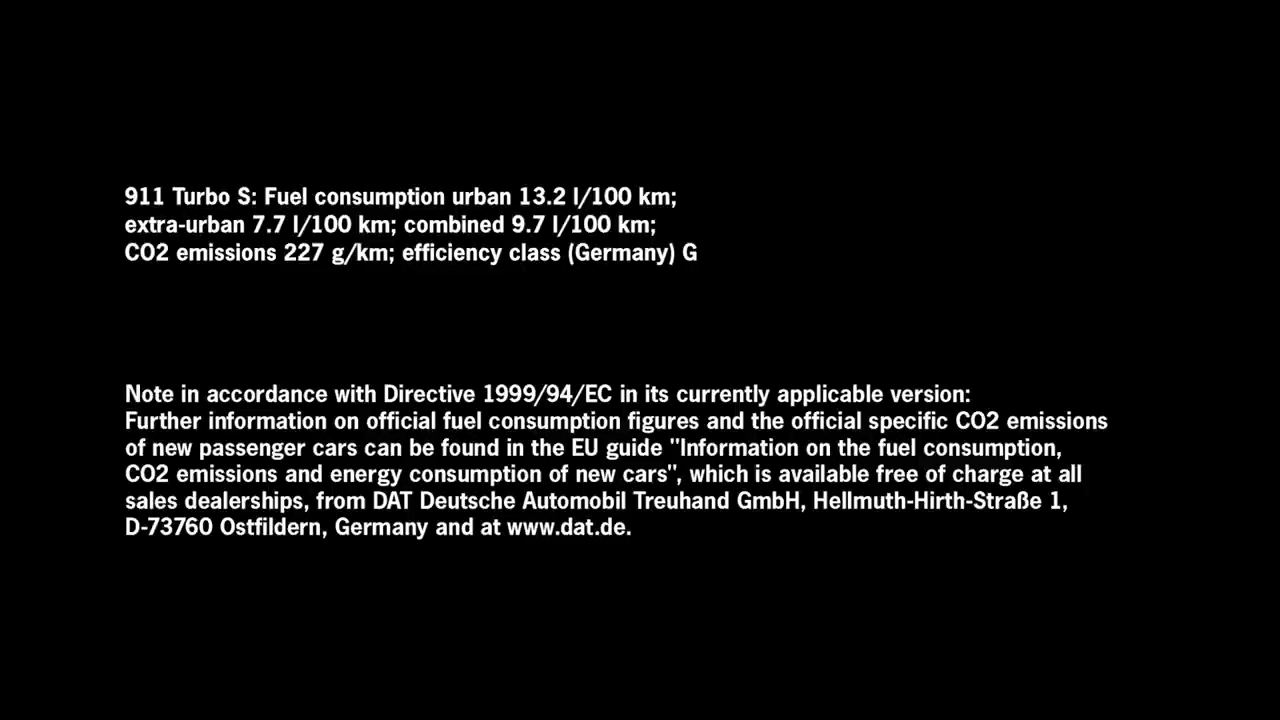 911 Turbo S: Fuel consumption urban 13.2 l/100 km;
extra-urban 7.7 l/100 km; combined 9.7 l/100 km;
CO2 emissions 227 g/km; efficiency class (Germany) G
Note in accordance with Directive 1999/94/EC in its currently applicable version:
Further information on official fuel consumption figures and the official specific CO2 emissions
of new passenger cars can be found in the EU guide "Information on the fuel consumption,
CO2 emissions and energy consumption of new cars", which is available free of charge at all
sales dealerships, from DAT Deutsche Automobil Treuhand GmbH, Hellmuth-Hirth-Straße 1,
D-73760 Ostfildern, Germany and at www.dat.de.